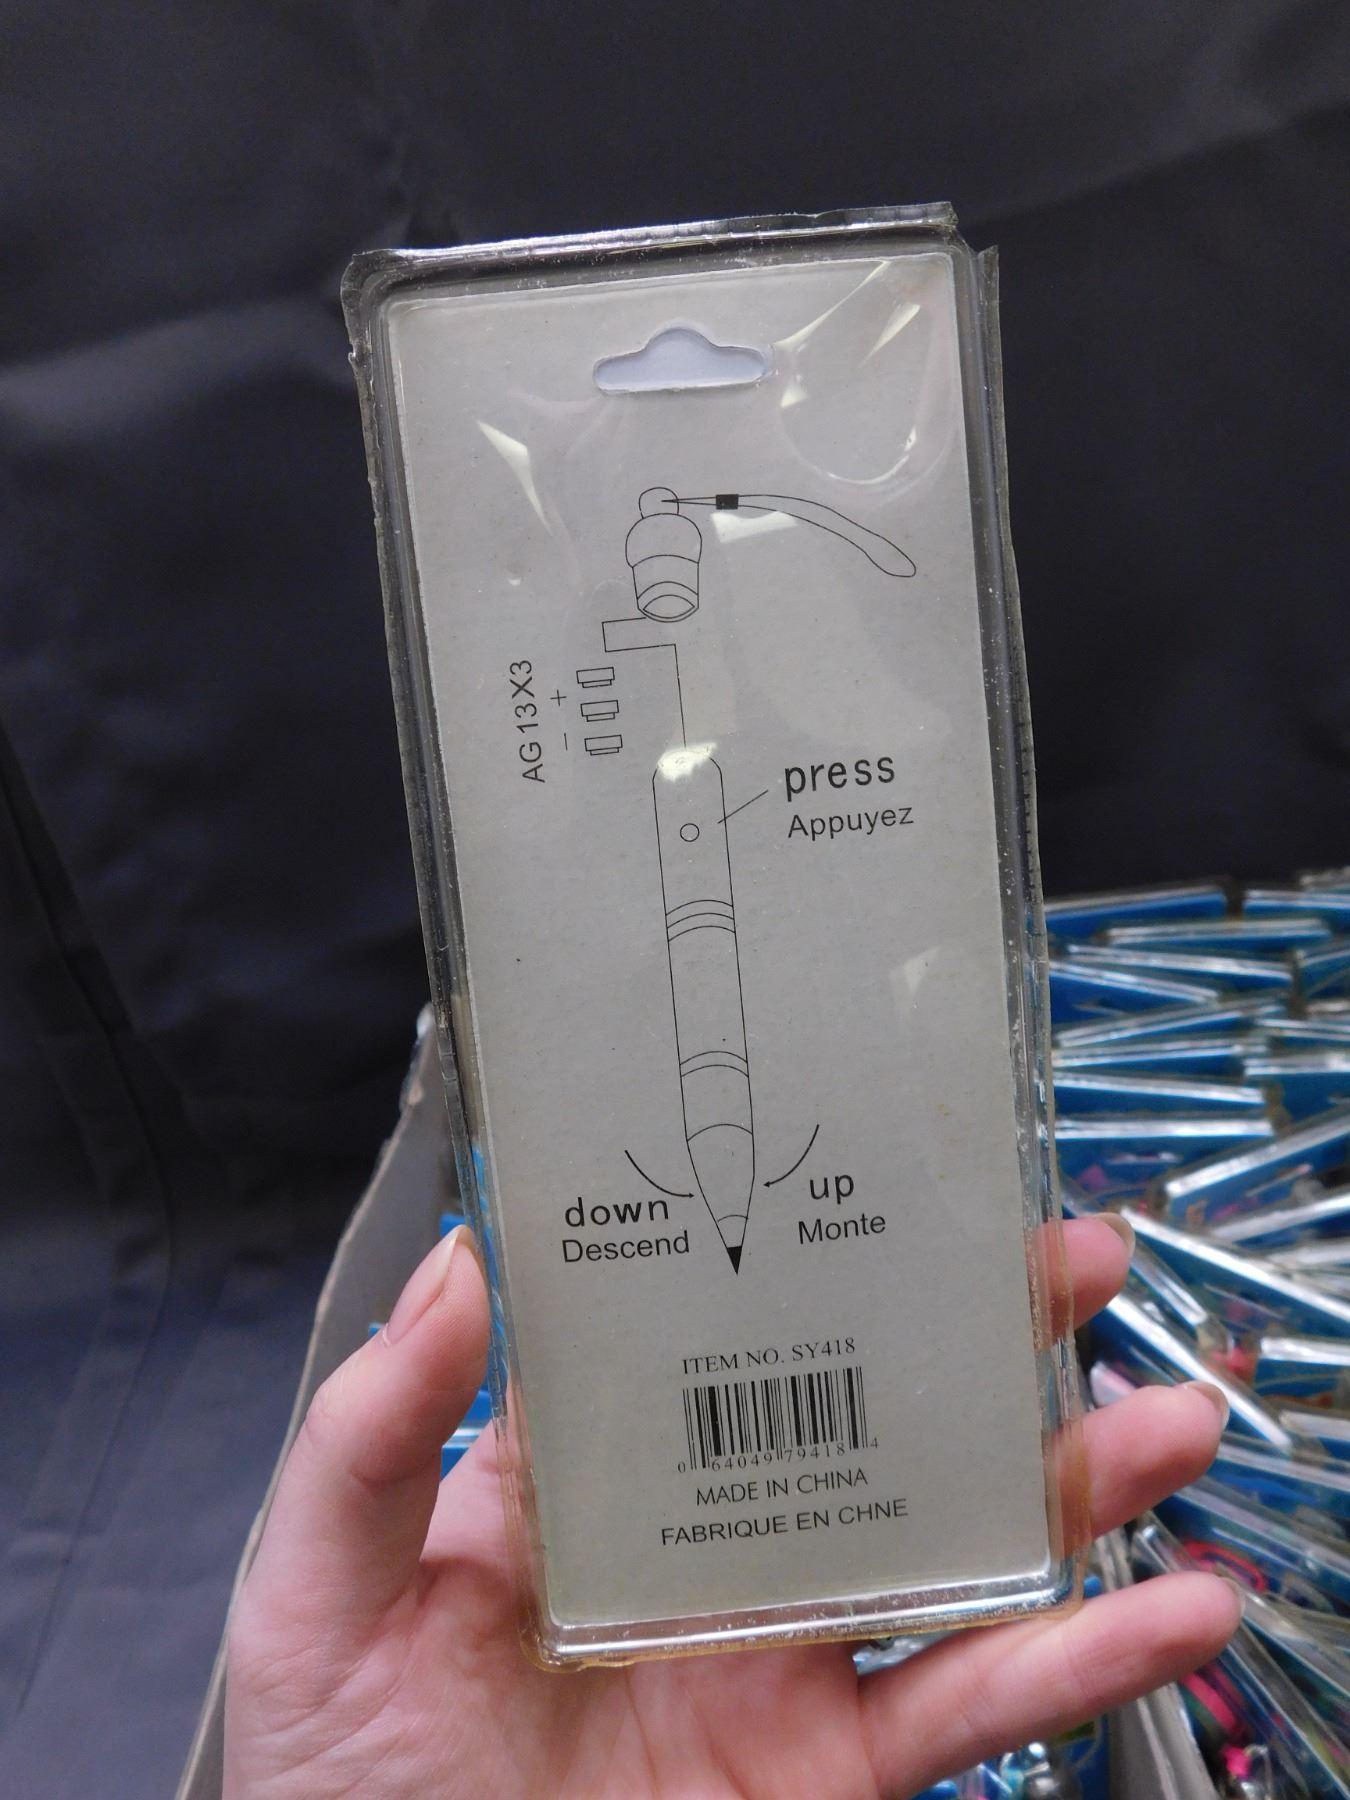 AG13X3
+
−
press
Appuyez
down
Descend
up
Monte
ITEM NO. SY418
0 64049 79418 4
MADE IN CHINA
FABRIQUE EN CHNE